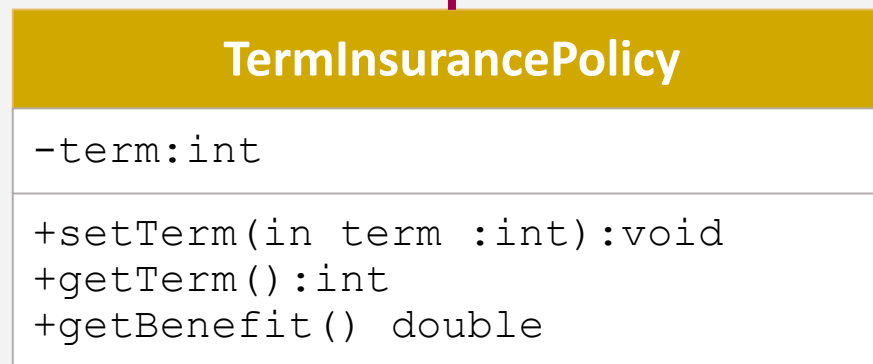 TermInsurancePolicy
-term:int
+setTerm(in term :int):void
+getTerm():int
+getBenefit() double